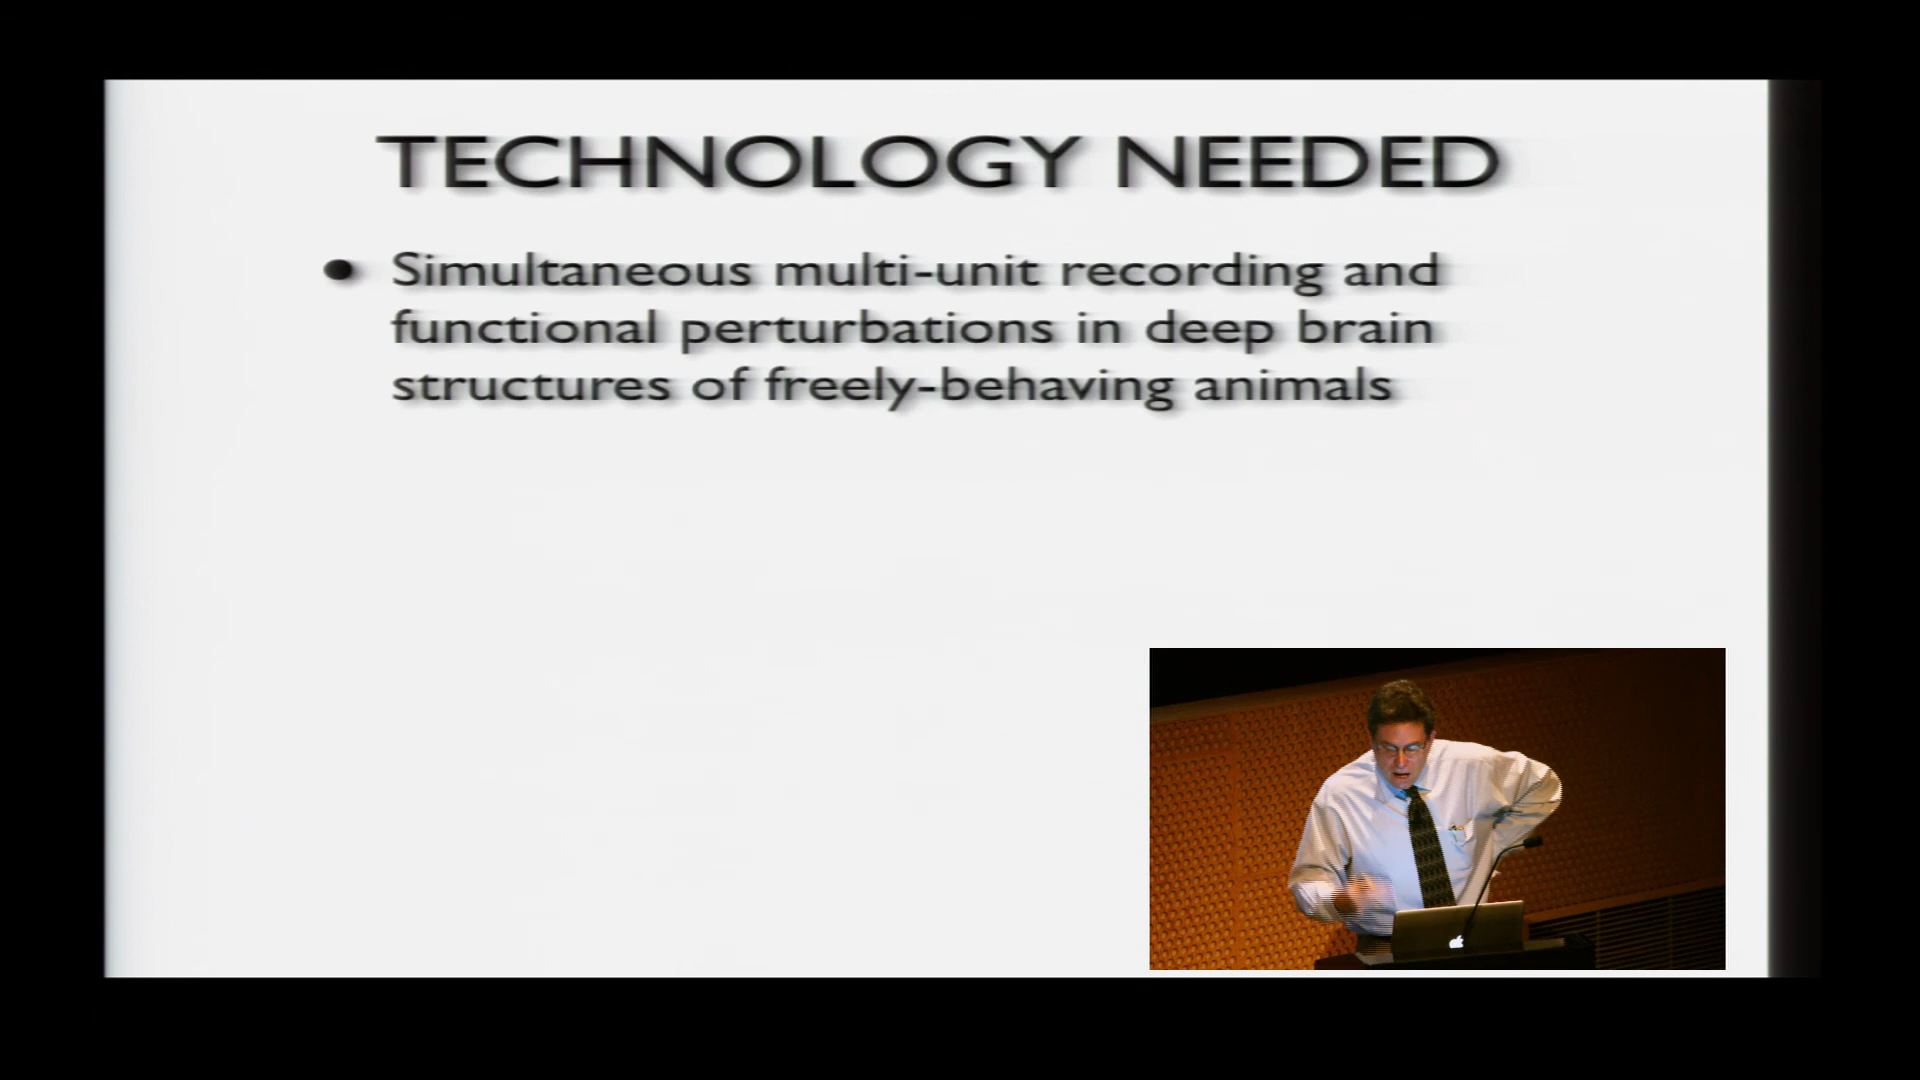 TECHNOLOGY NEEDED
• Simultaneous multi-unit recording and
functional perturbations in deep brain
structures of freely-behaving animals